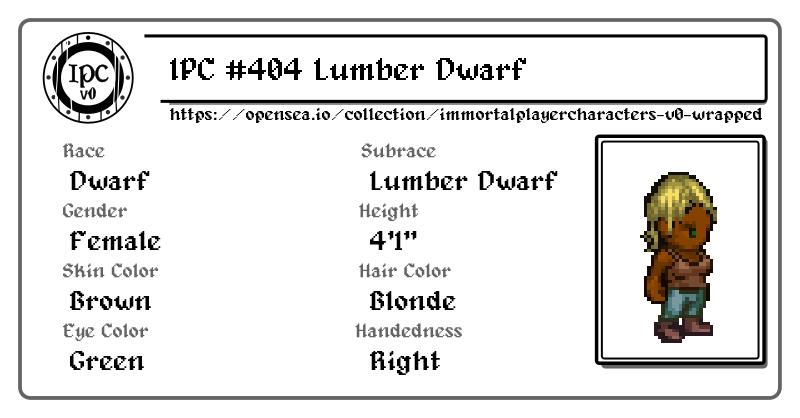 IPC
v0
IPC #404 Lumber Dwarf
https://opensea.io/collection/immortalplayercharacters-v0-wrapped
Race
Subrace
Dwarf
Lumber Dwarf
Gender
Height
Female
4'1"
Skin Color
Hair Color
Brown
Blonde
Eye Color
Handedness
Green
Right